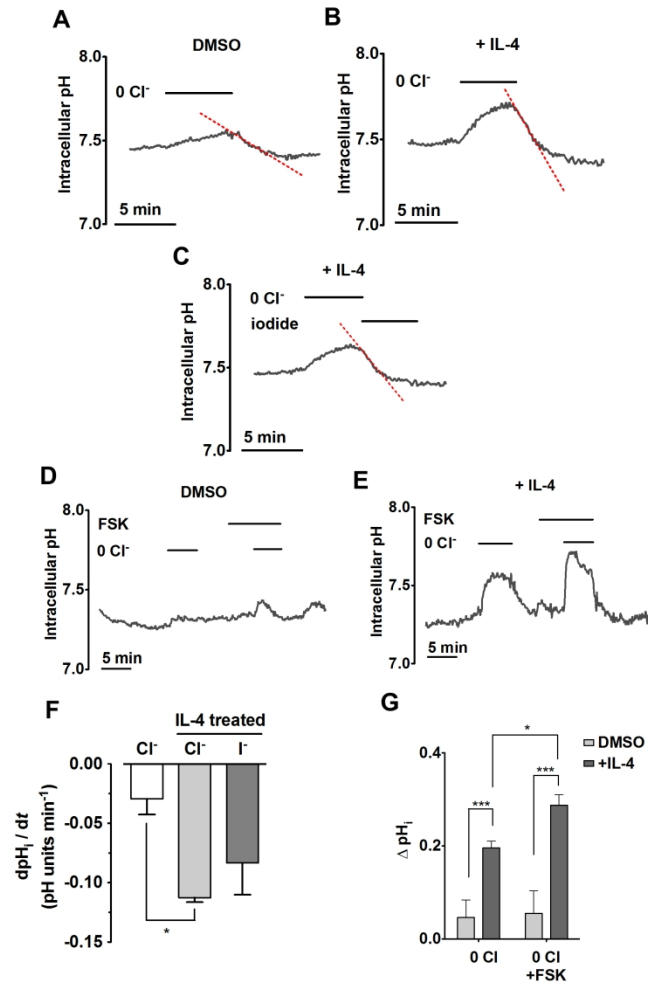 A
DMSO
Intracellular pH
8.0
7.5
7.0
0 Cl-
5 min
B
+ IL-4
Intracellular pH
8.0
7.5
7.0
0 Cl-
5 min
C
+ IL-4
Intracellular pH
8.0
7.5
7.0
0 Cl-
iodide
5 min
D
DMSO
Intracellular pH
8.0
7.5
7.0
FSK
0 Cl-
5 min
E
+ IL-4
Intracellular pH
8.0
7.5
7.0
FSK
0 Cl-
5 min
F
IL-4 treated
Cl- Cl- I-
dpHi / dt
(pH units min-1)
0.00
-0.05
-0.10
-0.15
*
G
DMSO
+IL-4
Δ pHi
0.4
0.2
0.0
*
***
***
0 Cl 0 Cl
+FSK